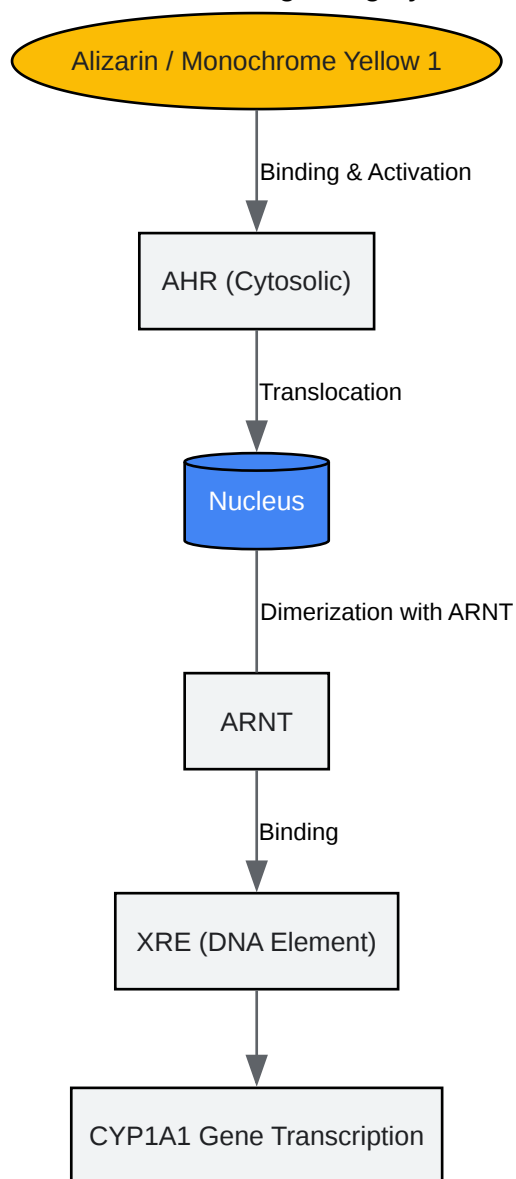 Alizarin / Monochrome Yellow 1
Binding & Activation
AHR (Cytosolic)
Translocation
Nucleus
Dimerization with ARNT
ARNT
Binding
XRE (DNA Element)
CYP1A1 Gene Transcription